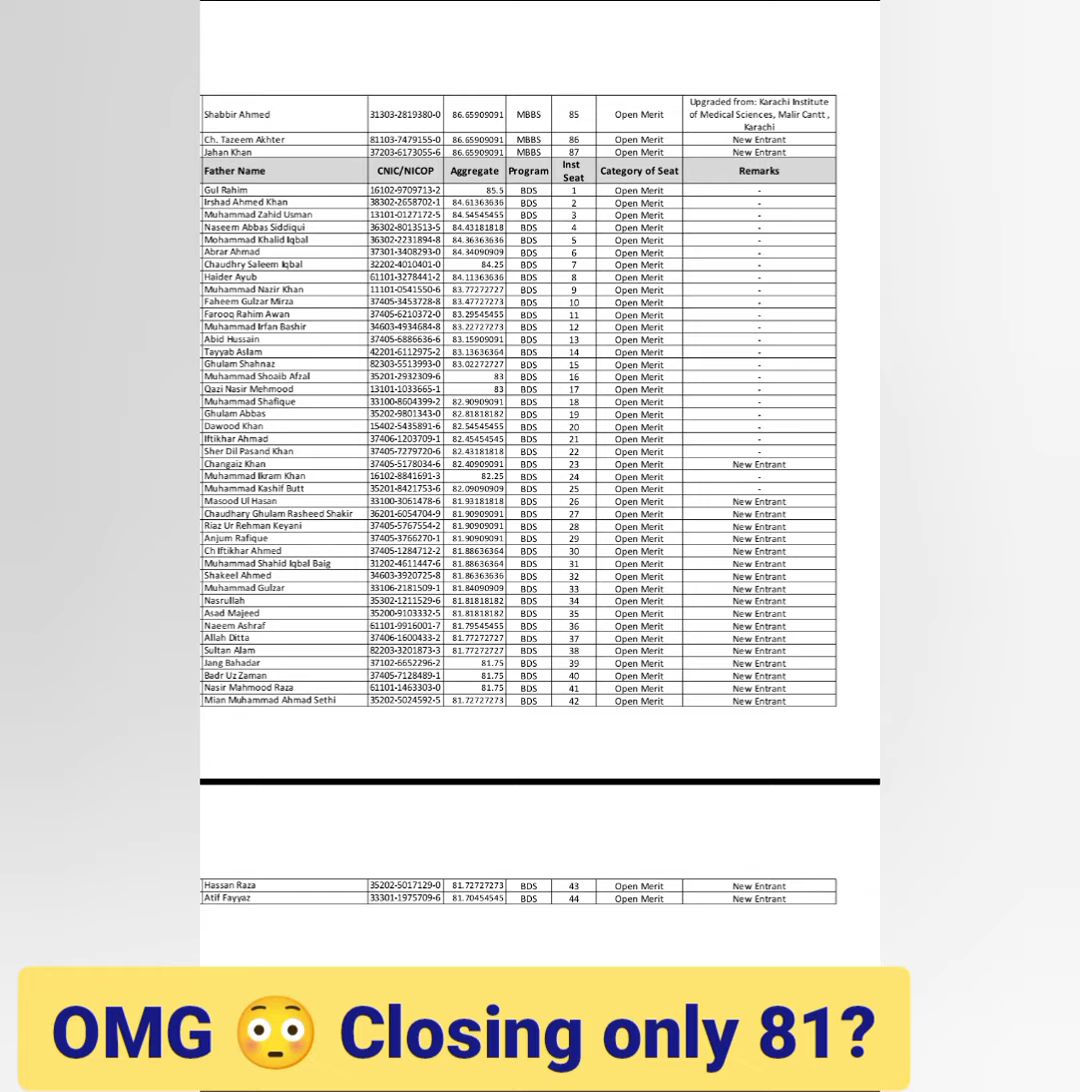 Shabbir Ahmed 31303-2819380-0 86.65909091 MBBS 85 Open Merit Upgraded from: Karachi Institute of Medical Sciences, Malir Cantt, Karachi
Ch. Tazeem Akhter 81103-7479155-0 86.65909091 MBBS 86 Open Merit New Entrant
Jahan Khan 37203-6173055-6 86.65909091 MBBS 87 Open Merit New Entrant
Father Name CNIC/NICOP Aggregate Program Inst Seat Category of Seat Remarks
Gul Rahim 16102-9709713-2 85.5 BDS 1 Open Merit -
Irshad Ahmed Khan 38302-2658702-1 84.61363636 BDS 2 Open Merit -
Muhammad Zahid Usman 13101-0127172-5 84.54545455 BDS 3 Open Merit -
Naseem Abbas Siddiqui 36302-8013513-5 84.43181818 BDS 4 Open Merit -
Mohammad Khalid Iqbal 36302-2231894-8 84.36363636 BDS 5 Open Merit -
Abrar Ahmad 37301-3408293-0 84.34090909 BDS 6 Open Merit -
Chaudhry Saleem Iqbal 32202-4010401-0 84.25 BDS 7 Open Merit -
Haider Ayub 61101-3278441-2 84.11363636 BDS 8 Open Merit -
Muhammad Nazir Khan 11101-0541550-6 83.77272727 BDS 9 Open Merit -
Faheem Gulzar Mirza 37405-3453728-8 83.47727273 BDS 10 Open Merit -
Farooq Rahim Awan 37405-6210372-0 83.29545455 BDS 11 Open Merit -
Muhammad Irfan Bashir 34603-4934684-8 83.22727273 BDS 12 Open Merit -
Abid Hussain 37405-6886636-6 83.15909091 BDS 13 Open Merit -
Tayyab Aslam 42201-6112975-2 83.13636364 BDS 14 Open Merit -
Ghulam Shahnaz 82303-5513993-0 83.02272727 BDS 15 Open Merit -
Muhammad Shoaib Afzal 35201-2932309-6 83 BDS 16 Open Merit -
Qazi Nasir Mehmood 13101-1033665-1 83 BDS 17 Open Merit -
Muhammad Shafique 33100-8604399-2 82.90909091 BDS 18 Open Merit -
Ghulam Abbas 35202-9801343-0 82.81818182 BDS 19 Open Merit -
Dawood Khan 15402-5435891-6 82.54545455 BDS 20 Open Merit -
Iftikhar Ahmad 37406-1203709-1 82.45454545 BDS 21 Open Merit -
Sher Dil Pasand Khan 37405-7279720-6 82.43181818 BDS 22 Open Merit -
Changaiz Khan 37405-5178034-6 82.40909091 BDS 23 Open Merit New Entrant
Muhammad Ikram Khan 16102-8841691-3 82.25 BDS 24 Open Merit -
Muhammad Kashif Butt 35201-8421753-6 82.09090909 BDS 25 Open Merit -
Masood Ul Hasan 33100-3061478-6 81.93181818 BDS 26 Open Merit New Entrant
Chaudhary Ghulam Rasheed Shakir 36201-6054704-9 81.90909091 BDS 27 Open Merit New Entrant
Riaz Ur Rehman Keyani 37405-5767554-2 81.90909091 BDS 28 Open Merit New Entrant
Anjum Rafique 37405-3766270-1 81.90909091 BDS 29 Open Merit New Entrant
Ch Iftikhar Ahmed 37405-1284712-2 81.88636364 BDS 30 Open Merit New Entrant
Muhammad Shahid Iqbal Baig 31202-4611447-6 81.88636364 BDS 31 Open Merit New Entrant
Shakeel Ahmed 34603-3920725-8 81.86363636 BDS 32 Open Merit New Entrant
Muhammad Gulzar 33106-2181509-1 81.84090909 BDS 33 Open Merit New Entrant
Nasrullah 35302-1211529-6 81.81818182 BDS 34 Open Merit New Entrant
Asad Majeed 35200-9103332-5 81.81818182 BDS 35 Open Merit New Entrant
Naeem Ashraf 61101-9916001-7 81.79545455 BDS 36 Open Merit New Entrant
Allah Ditta 37406-1600433-2 81.77272727 BDS 37 Open Merit New Entrant
Sultan Alam 82203-3201873-3 81.77272727 BDS 38 Open Merit New Entrant
Jang Bahadar 37102-6652296-2 81.75 BDS 39 Open Merit New Entrant
Badr Uz Zaman 37405-7128489-1 81.75 BDS 40 Open Merit New Entrant
Nasir Mahmood Raza 61101-1463303-0 81.75 BDS 41 Open Merit New Entrant
Mian Muhammad Ahmad Sethi 35202-5024592-5 81.72727273 BDS 42 Open Merit New Entrant
Hassan Raza 35202-5017129-0 81.72727273 BDS 43 Open Merit New Entrant
Atif Fayyaz 33301-1975709-6 81.70454545 BDS 44 Open Merit New Entrant
OMG 😳 Closing only 81?